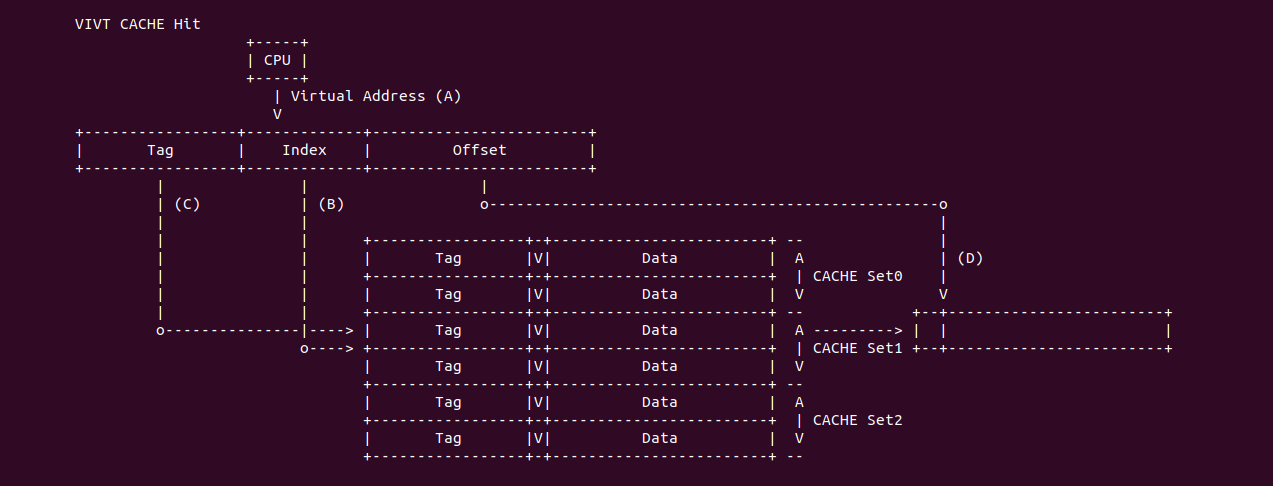 VIVT CACHE Hit
+-----+
| CPU |
+-----+
| Virtual Address (A)
V
+-----------------+-------------+------------------------+
|       Tag       |    Index    |         Offset         |
+-----------------+-------------+------------------------+
|               |                   |
| (C)           | (B)               o--------------------------------------------------o
|               |                                                                      |
|               |      +-----------------+-+------------------------+ --               |
|               |      |       Tag       |V|          Data          |  A               | (D)
|               |      +-----------------+-+------------------------+  | CACHE Set0    |
|               |      |       Tag       |V|          Data          |  V               V
|               |      +-----------------+-+------------------------+ --            +--+------------------------+
o---------------|----> |       Tag       |V|          Data          |  A ---------> |  |                        |
o----> +-----------------+-+------------------------+  | CACHE Set1 +--+------------------------+
|       Tag       |V|          Data          |  V
+-----------------+-+------------------------+ --
|       Tag       |V|          Data          |  A
+-----------------+-+------------------------+  | CACHE Set2
|       Tag       |V|          Data          |  V
+-----------------+-+------------------------+ --